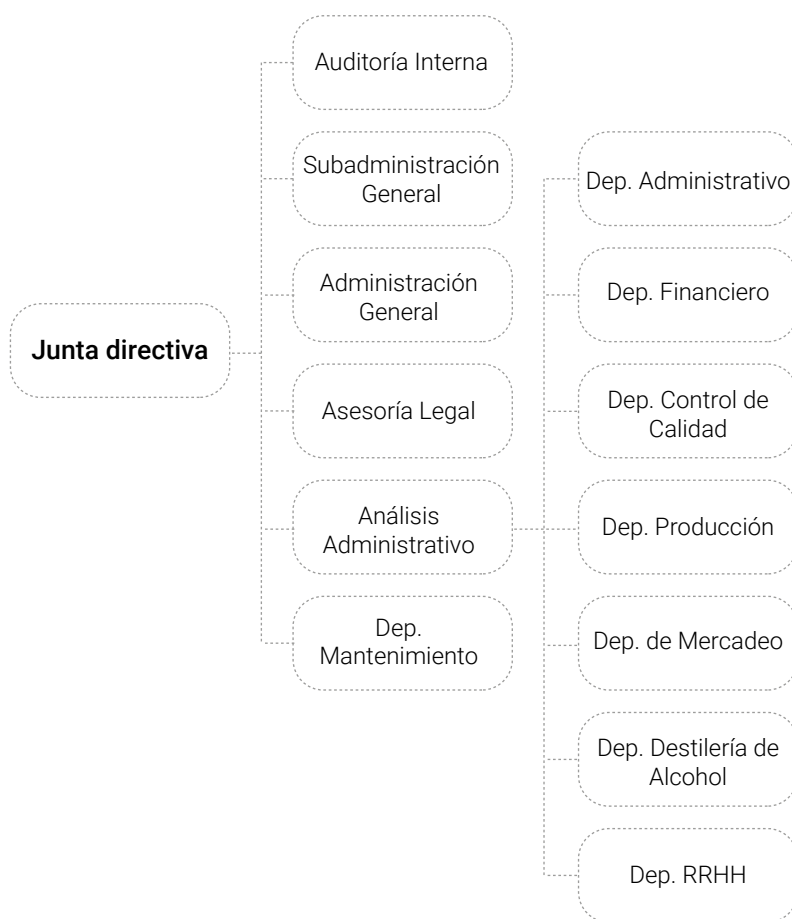 Junta directiva
Auditoría Interna
Subadministración
General
Administración
General
Asesoría Legal
Análisis
Administrativo
Dep.
Mantenimiento
Dep. Administrativo
Dep. Financiero
Dep. Control de
Calidad
Dep. Producción
Dep. de Mercadeo
Dep. Destilería de
Alcohol
Dep. RRHH